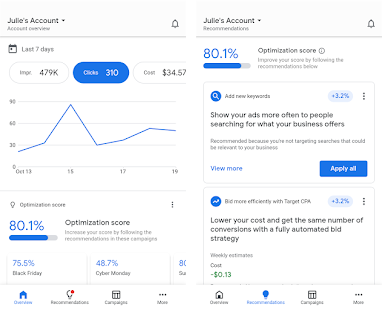 Julie's Account
Account overview
Last 7 days
Impr. 479K
Clicks 310
Cost $34.57
90
60
30
0
Oct 13
15
17
19
Optimization score
80.1%
Optimization score
Increase your score by following the
recommendations in these campaigns
75.5%
Black Friday
48.7%
Cyber Monday
Overview
Recommendations
Campaigns
More
Julie's Account
Recommendations
80.1%
Optimization score
Improve your score by following the
recommendations below
Add new keywords
+3.2%
Show your ads more often to people
searching for what your business offers
Recommended because you're not targeting searches that could
be relevant to your business
View more
Apply all
Bid more efficiently with Target CPA
+3.2%
Lower your cost and get the same number of
conversions with a fully automated bid
strategy
Weekly estimates
Cost
-$0.13
Overview
Recommendations
Campaigns
More